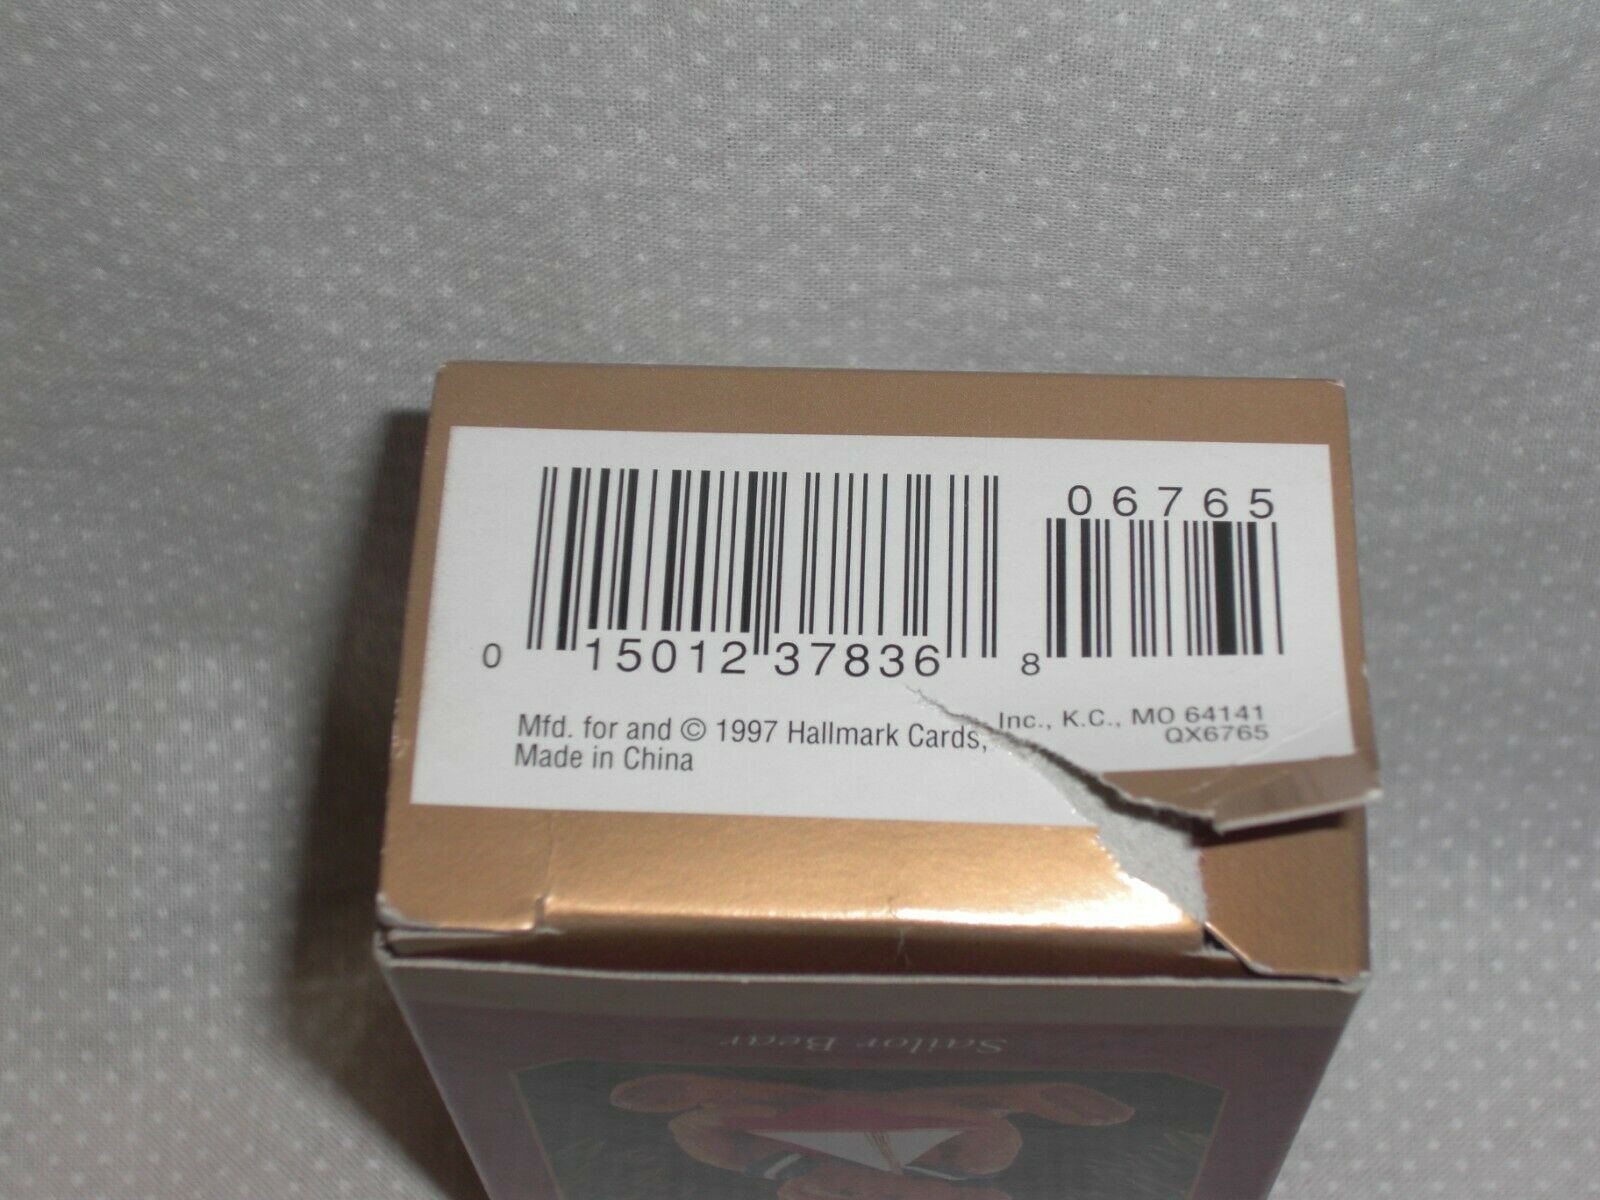 06765
0 15012 37836 8
Mfd. for and © 1997 Hallmark Cards, Inc., K.C., MO 64141
Made in China QX6765
Sailor Bear